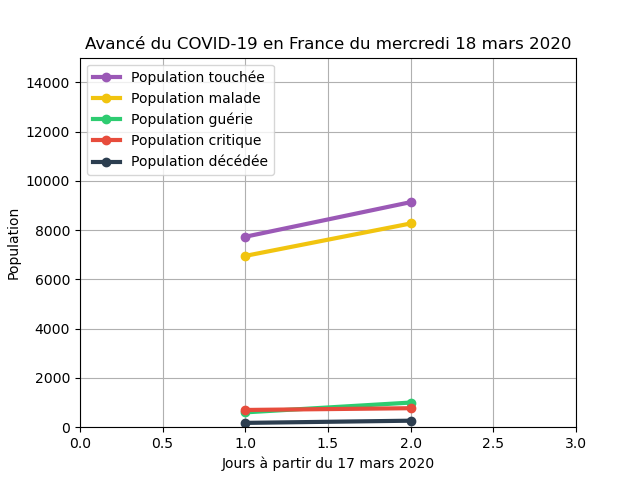 Avancé du COVID-19 en France du mercredi 18 mars 2020
Population touchée
Population malade
Population guérie
Population critique
Population décédée
14000
12000
10000
8000
6000
4000
2000
0
Population
0.0 0.5 1.0 1.5 2.0 2.5 3.0
Jours à partir du 17 mars 2020